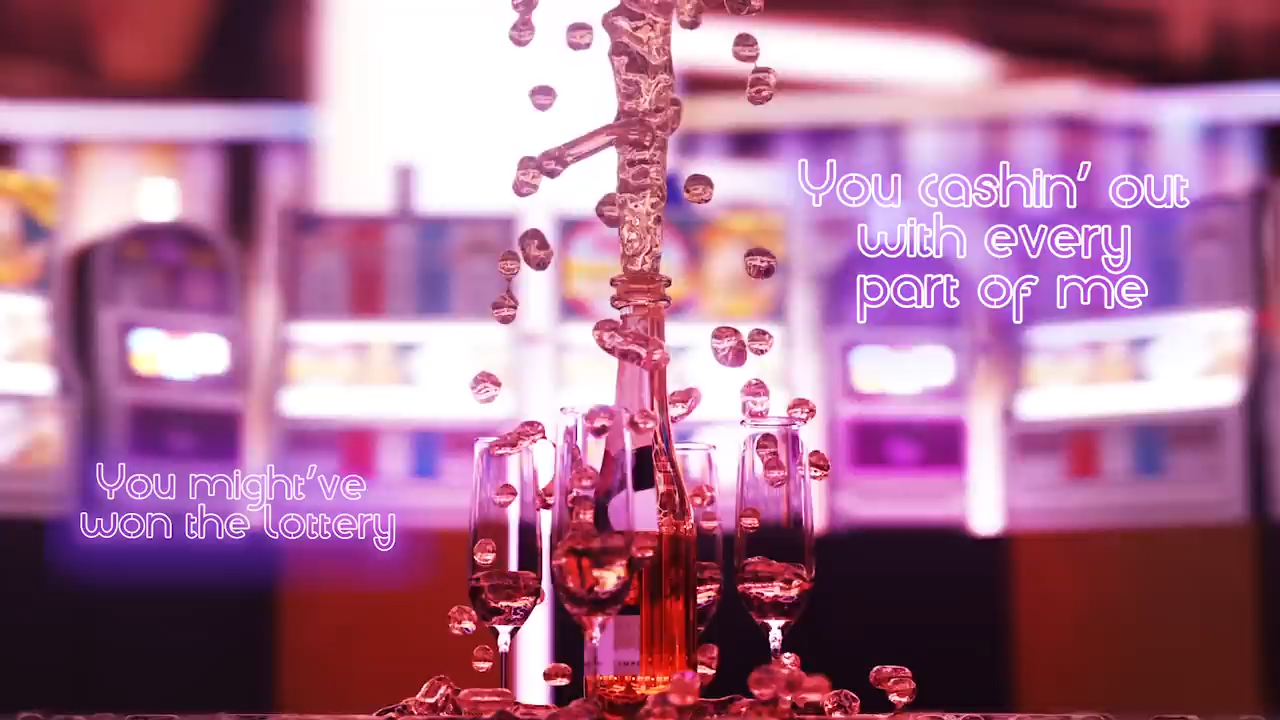 You cashin' out
with every
part of me
You might've
won the lottery